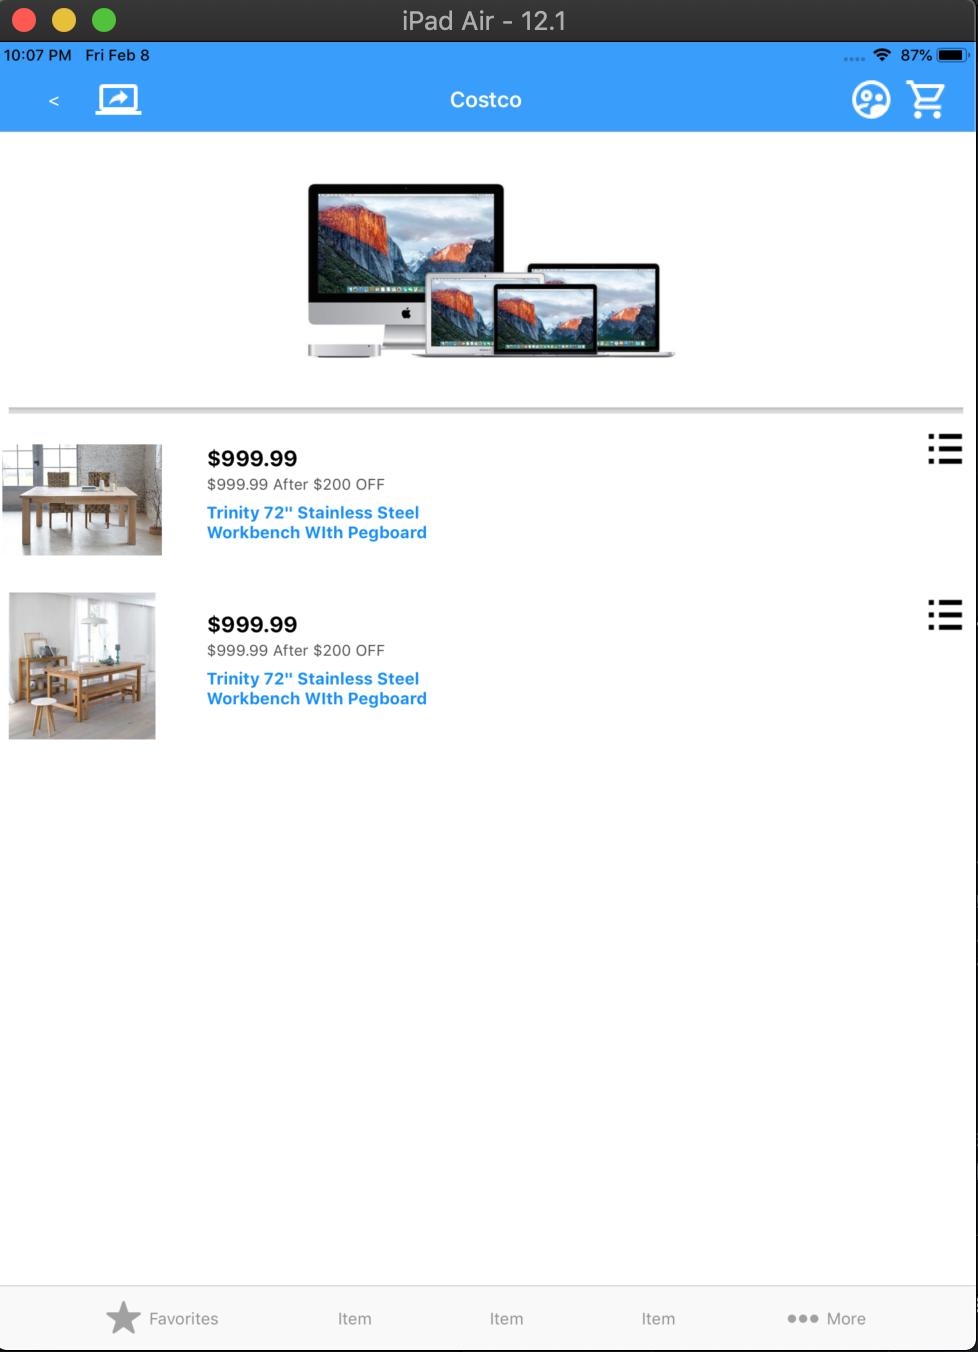 iPad Air - 12.1
10:07 PM Fri Feb 8 87%
< Costco
$999.99
$999.99 After $200 OFF
Trinity 72" Stainless Steel
Workbench WIth Pegboard
$999.99
$999.99 After $200 OFF
Trinity 72" Stainless Steel
Workbench WIth Pegboard
Favorites Item Item Item More